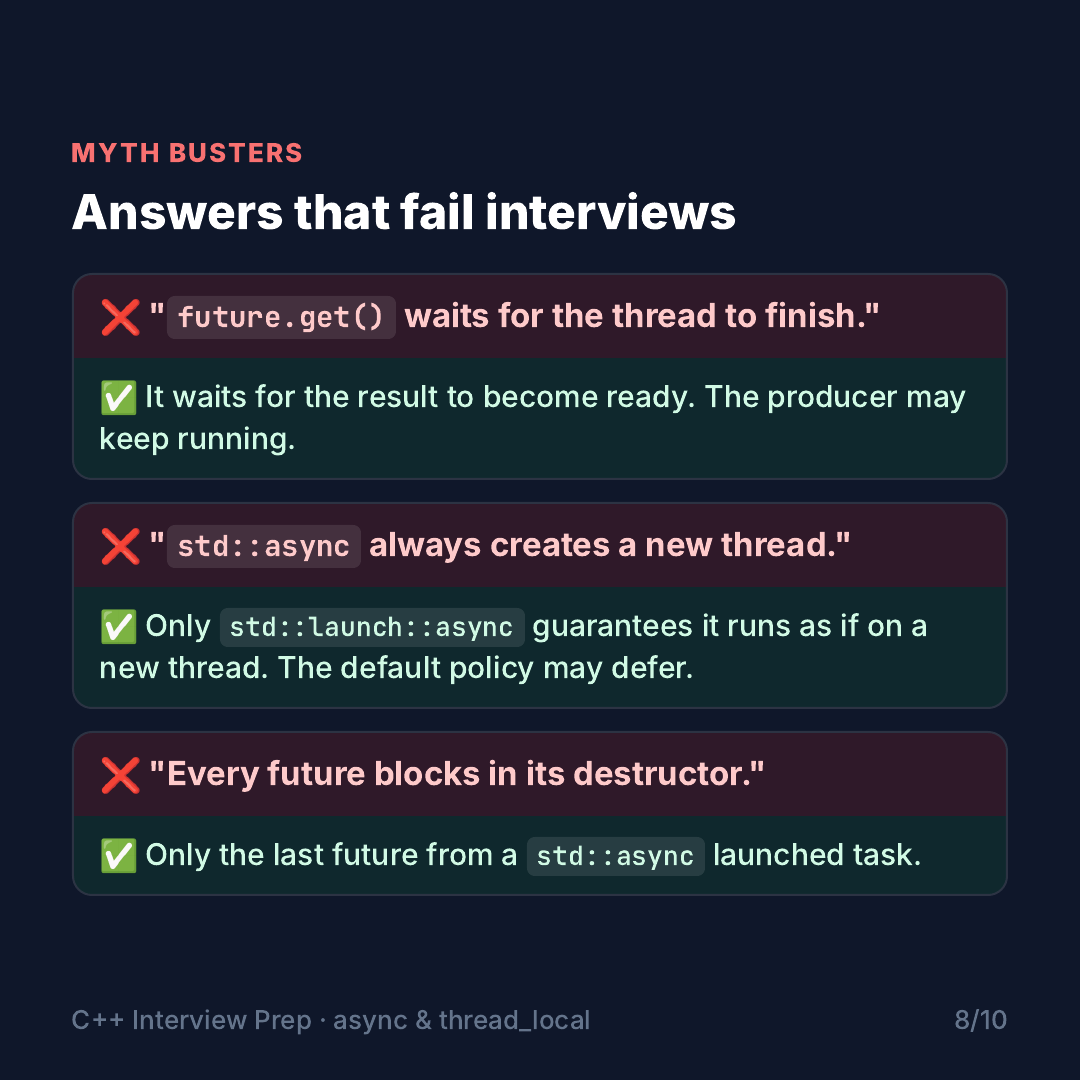 MYTH BUSTERS
Answers that fail interviews
❌ "future.get() waits for the thread to finish."
✅ It waits for the result to become ready. The producer may
keep running.
❌ "std::async always creates a new thread."
✅ Only std::launch::async guarantees it runs as if on a
new thread. The default policy may defer.
❌ "Every future blocks in its destructor."
✅ Only the last future from a std::async launched task.
C++ Interview Prep · async & thread_local
8/10